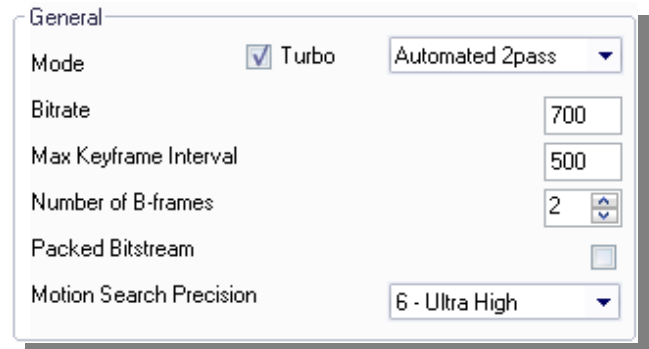 General
Mode Turbo Automated 2pass
Bitrate 700
Max Keyframe Interval 500
Number of B-frames 2
Packed Bitstream
Motion Search Precision 6 - Ultra High